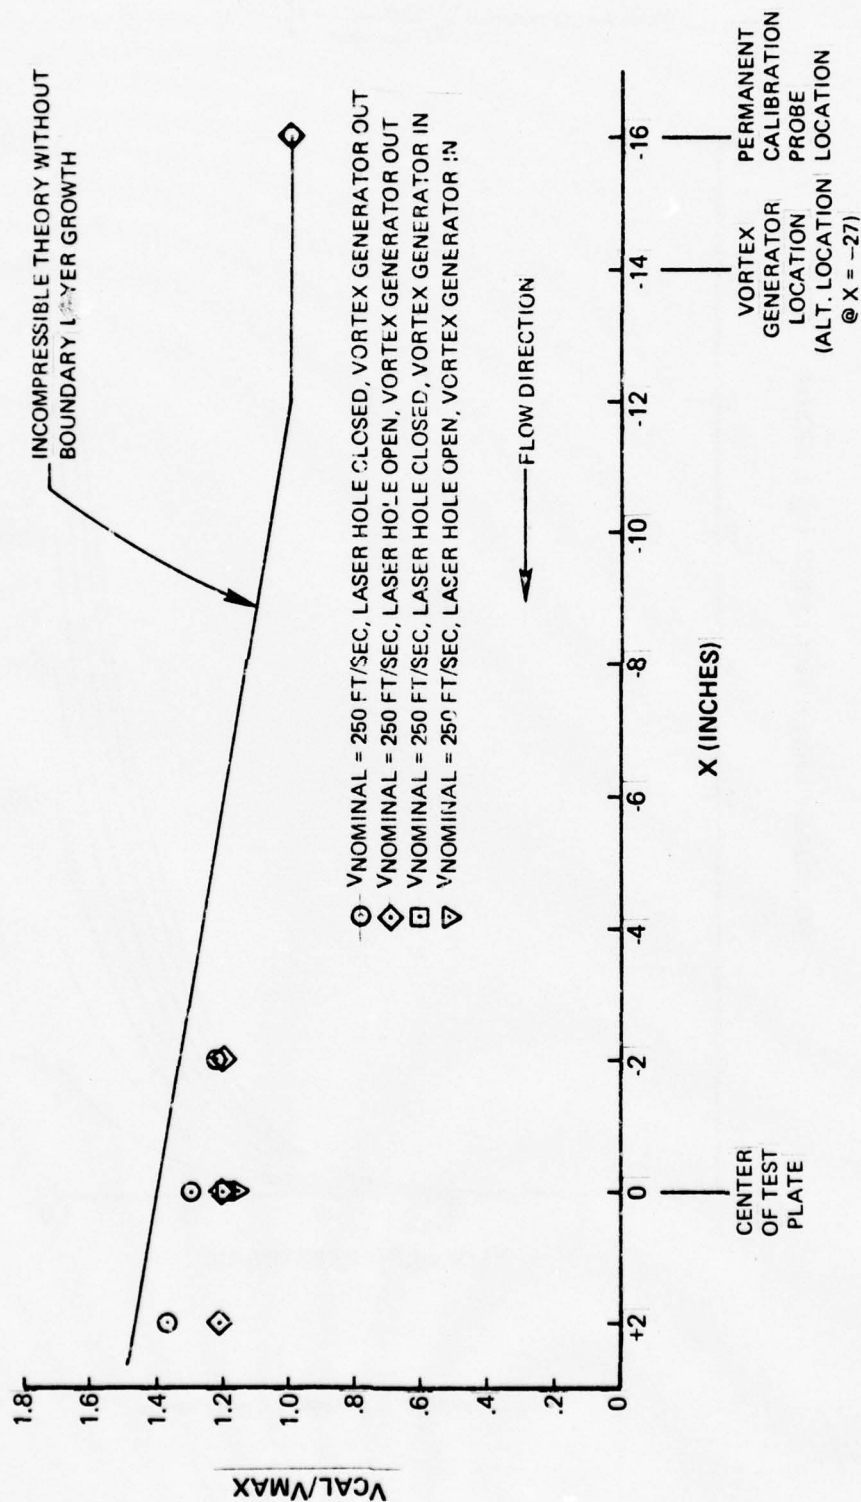 INCOMPRESSIBLE THEORY WITHOUT
BOUNDARY GROWTH
VNOMINAL = 250 FT/SEC, LASER HOLE CLOSED, VORTEX GENERATOR OUT
VNOMINAL = 250 FT/SEC, LASER HOLE OPEN, VORTEX GENERATOR OUT
VNOMINAL = 250 FT/SEC, LASER HOLE CLOSED, VORTEX GENERATOR IN
VNOMINAL = 250 FT/SEC, LASER HOLE OPEN, VORTEX GENERATOR IN
FLOW DIRECTION
VCAL/VMAX
1.8
1.6
1.4
1.2
1.0
.8
.6
.4
.2
0
+2 0 -2 -4 -6 -8 -10 -12 -14 -16
X (INCHES)
CENTER
OF TEST
PLATE
VORTEX
GENERATOR
LOCATION
(ALT. LOCATION
@ X = -27)
PERMANENT
CALIBRATION
PROBE
LOCATION